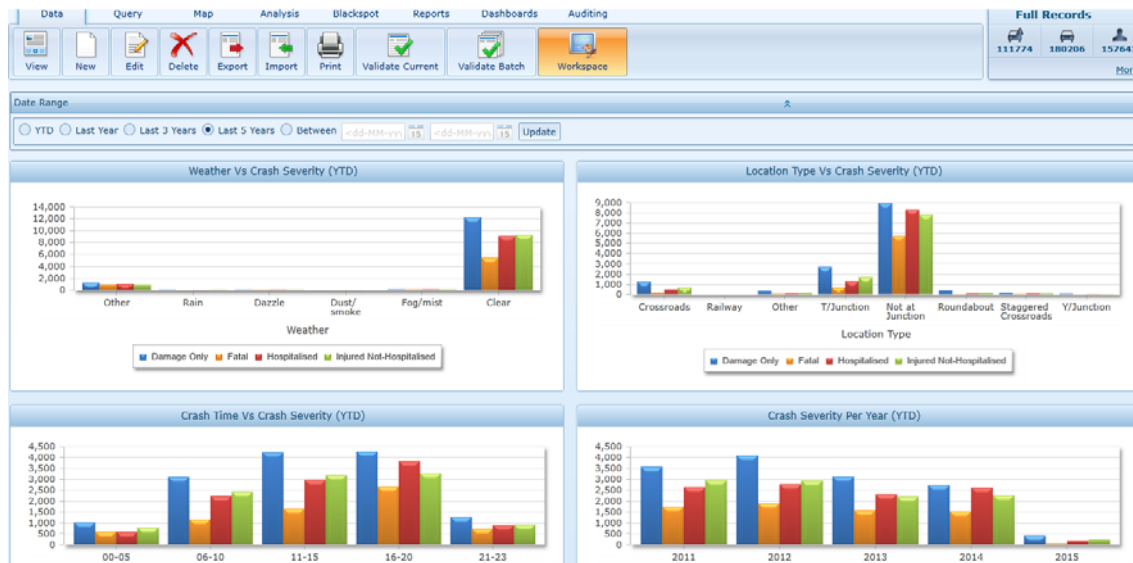 Data Query Map Analysis Blackspot Reports Dashboards Auditing
Full Records
111774 180206 15764
View New Edit Delete Export Import Print Validate Current Validate Batch Workspace
Date Range
YTD Last Year Last 3 Years Last 5 Years Between <dd-MM-yy 15 <dd-MM-yy 15 Update
Weather Vs Crash Severity (YTD)
14,000
12,000
10,000
8,000
6,000
4,000
2,000
0
Other Rain Dazzle Dust/ smoke Fog/mist Clear
Weather
Damage Only Fatal Hospitalised Injured Not-Hospitalised
Location Type Vs Crash Severity (YTD)
9,000
8,000
7,000
6,000
5,000
4,000
3,000
2,000
1,000
0
Crossroads Railway Other T/Junction Not at Junction Roundabout Staggered Crossroads Y/Junction
Location Type
Damage Only Fatal Hospitalised Injured Not-Hospitalised
Crash Time Vs Crash Severity (YTD)
4,500
4,000
3,500
3,000
2,500
2,000
1,500
1,000
500
0
00-05 06-10 11-15 16-20 21-23
Crash Severity Per Year (YTD)
4,500
4,000
3,500
3,000
2,500
2,000
1,500
1,000
500
0
2011 2012 2013 2014 2015